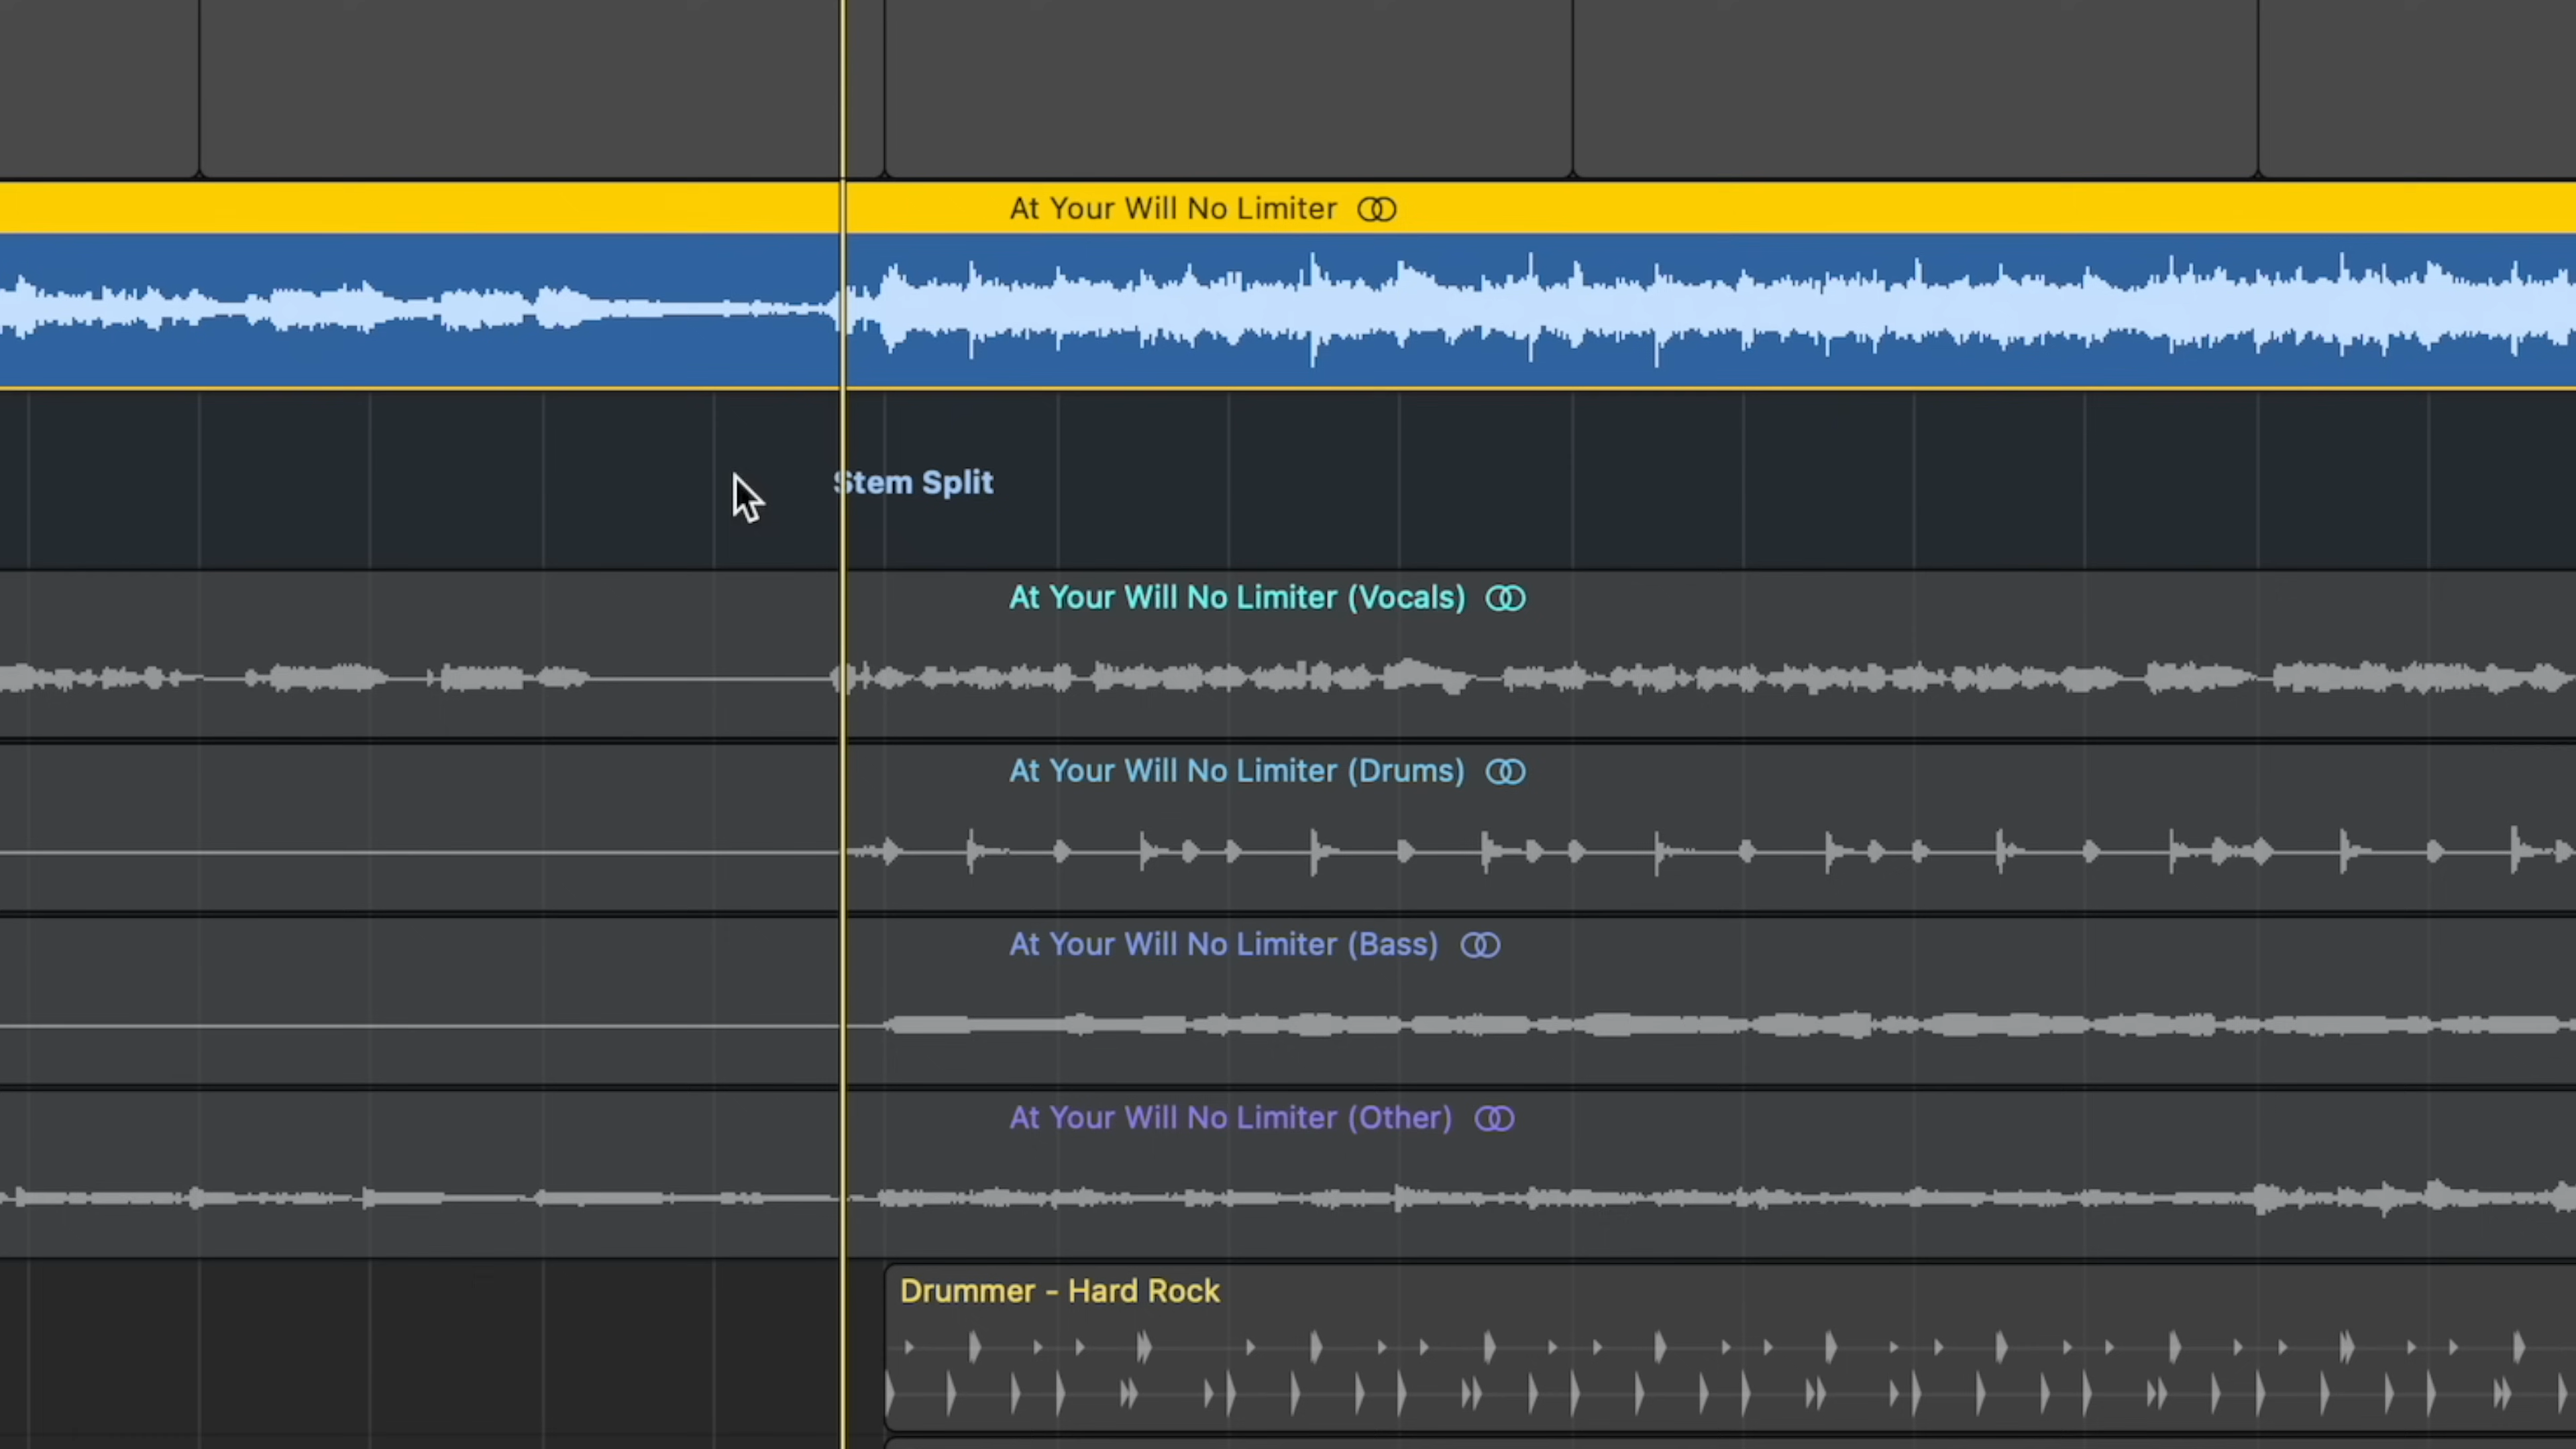 At Your Will No Limiter
Stem Split
At Your Will No Limiter (Vocals)
At Your Will No Limiter (Drums)
At Your Will No Limiter (Bass)
At Your Will No Limiter (Other)
Drummer - Hard Rock